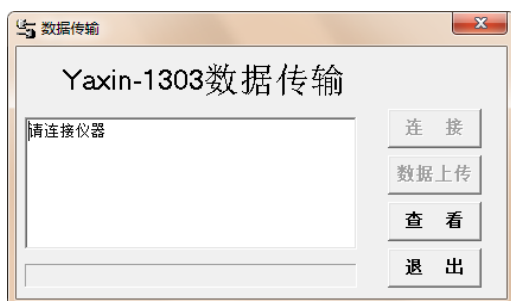 数据传输
Yaxin-1303数据传输
请连接仪器
连 接
数据上传
查 看
退 出